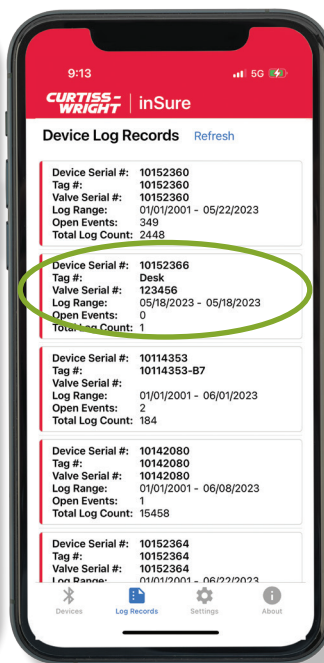 9:13
5G
CURTISS-WRIGHT | inSure
Device Log Records Refresh
Device Serial #: 10152360
Tag #: 10152360
Valve Serial #: 10152360
Log Range: 01/01/2001 - 05/22/2023
Open Events: 349
Total Log Count: 2448
Device Serial #: 10152366
Tag #: Desk
Valve Serial #: 123456
Log Range: 05/18/2023 - 05/18/2023
Open Events: 0
Total Log Count: 1
Device Serial #: 10114353
Tag #: 10114353-B7
Valve Serial #:
Log Range: 01/01/2001 - 06/01/2023
Open Events: 2
Total Log Count: 184
Device Serial #: 10142080
Tag #: 10142080
Valve Serial #: 10142080
Log Range: 01/01/2001 - 06/08/2023
Open Events: 1
Total Log Count: 15458
Device Serial #: 10152364
Tag #: 10152364
Valve Serial #: 10152364
Log Range: 01/01/2001 - 06/22/2023
Devices Log Records Settings About